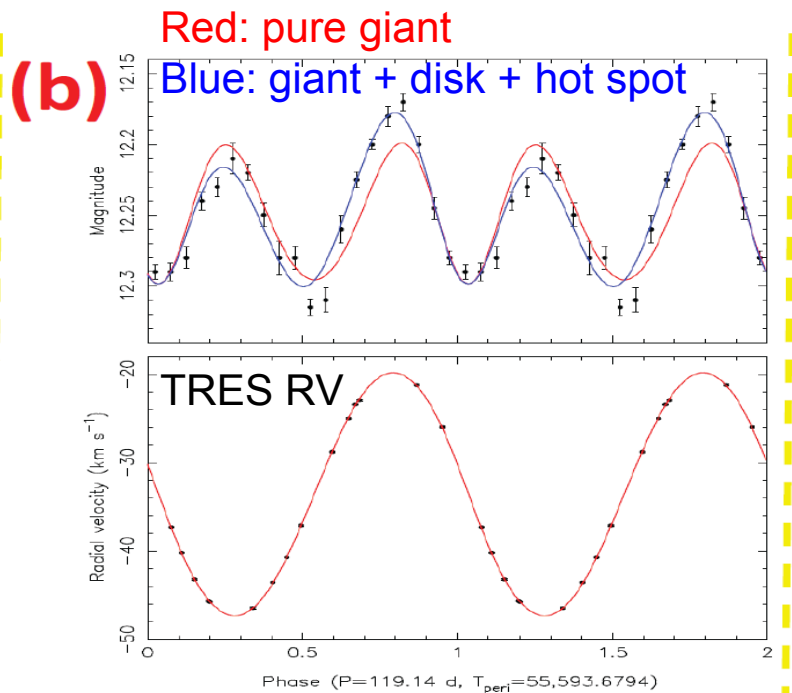 Red: pure giant
(b)
Blue: giant + disk + hot spot
12.15
12.2
12.25
12.3
Magnitude
TRES RV
−20
−30
−40
−50
Radial velocity (km s⁻¹)
0 0.5 1 1.5 2
Phase (P=119.14 d, Tperi=55,593.6794)